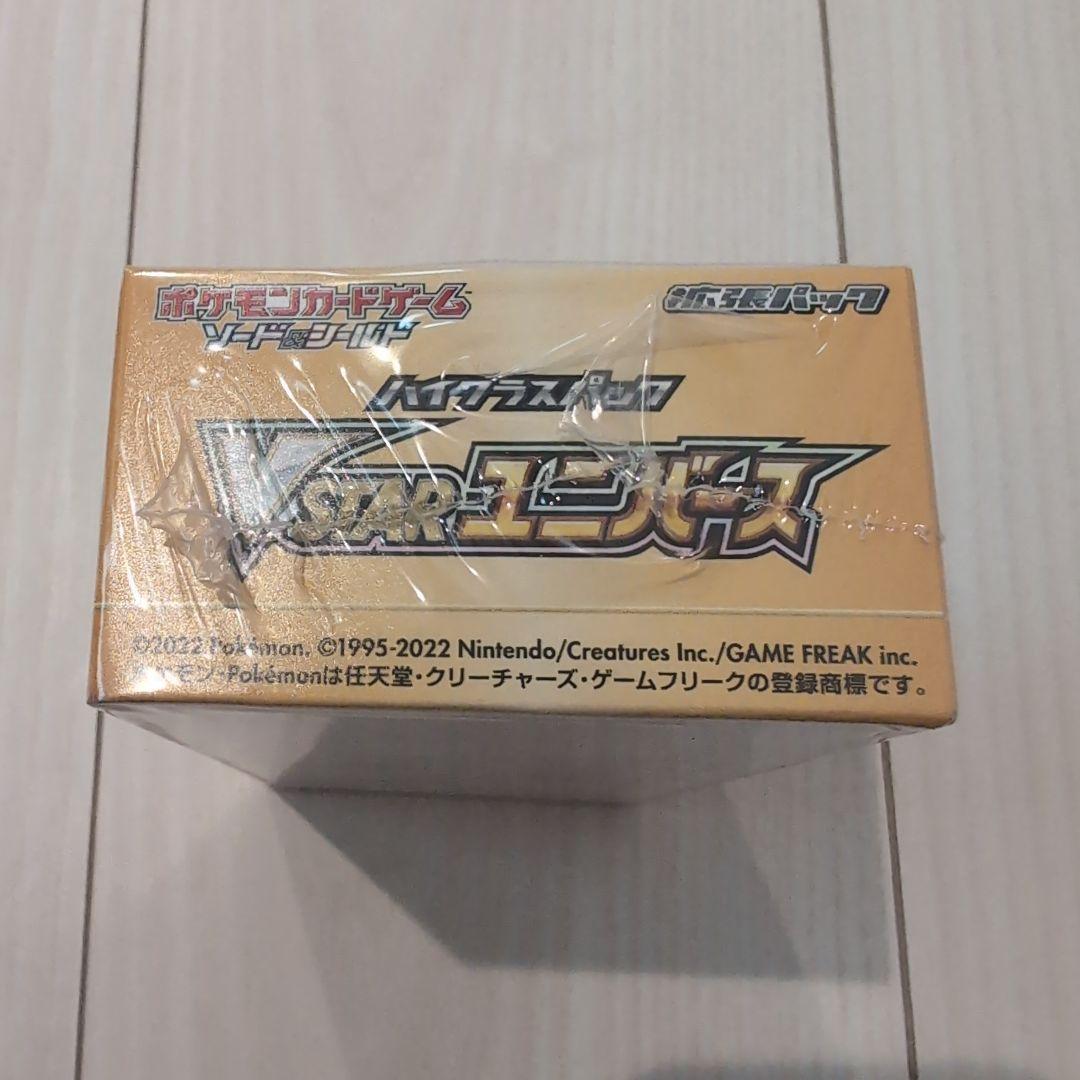 ポケモンカードゲーム
ソード&シールド
拡張パック
ハイクラスパック
VSTARユニバース
©2022 Pokémon. ©1995-2022 Nintendo/Creatures Inc./GAME FREAK inc.
ポケモン・Pokémonは任天堂・クリーチャーズ・ゲームフリークの登録商標です。